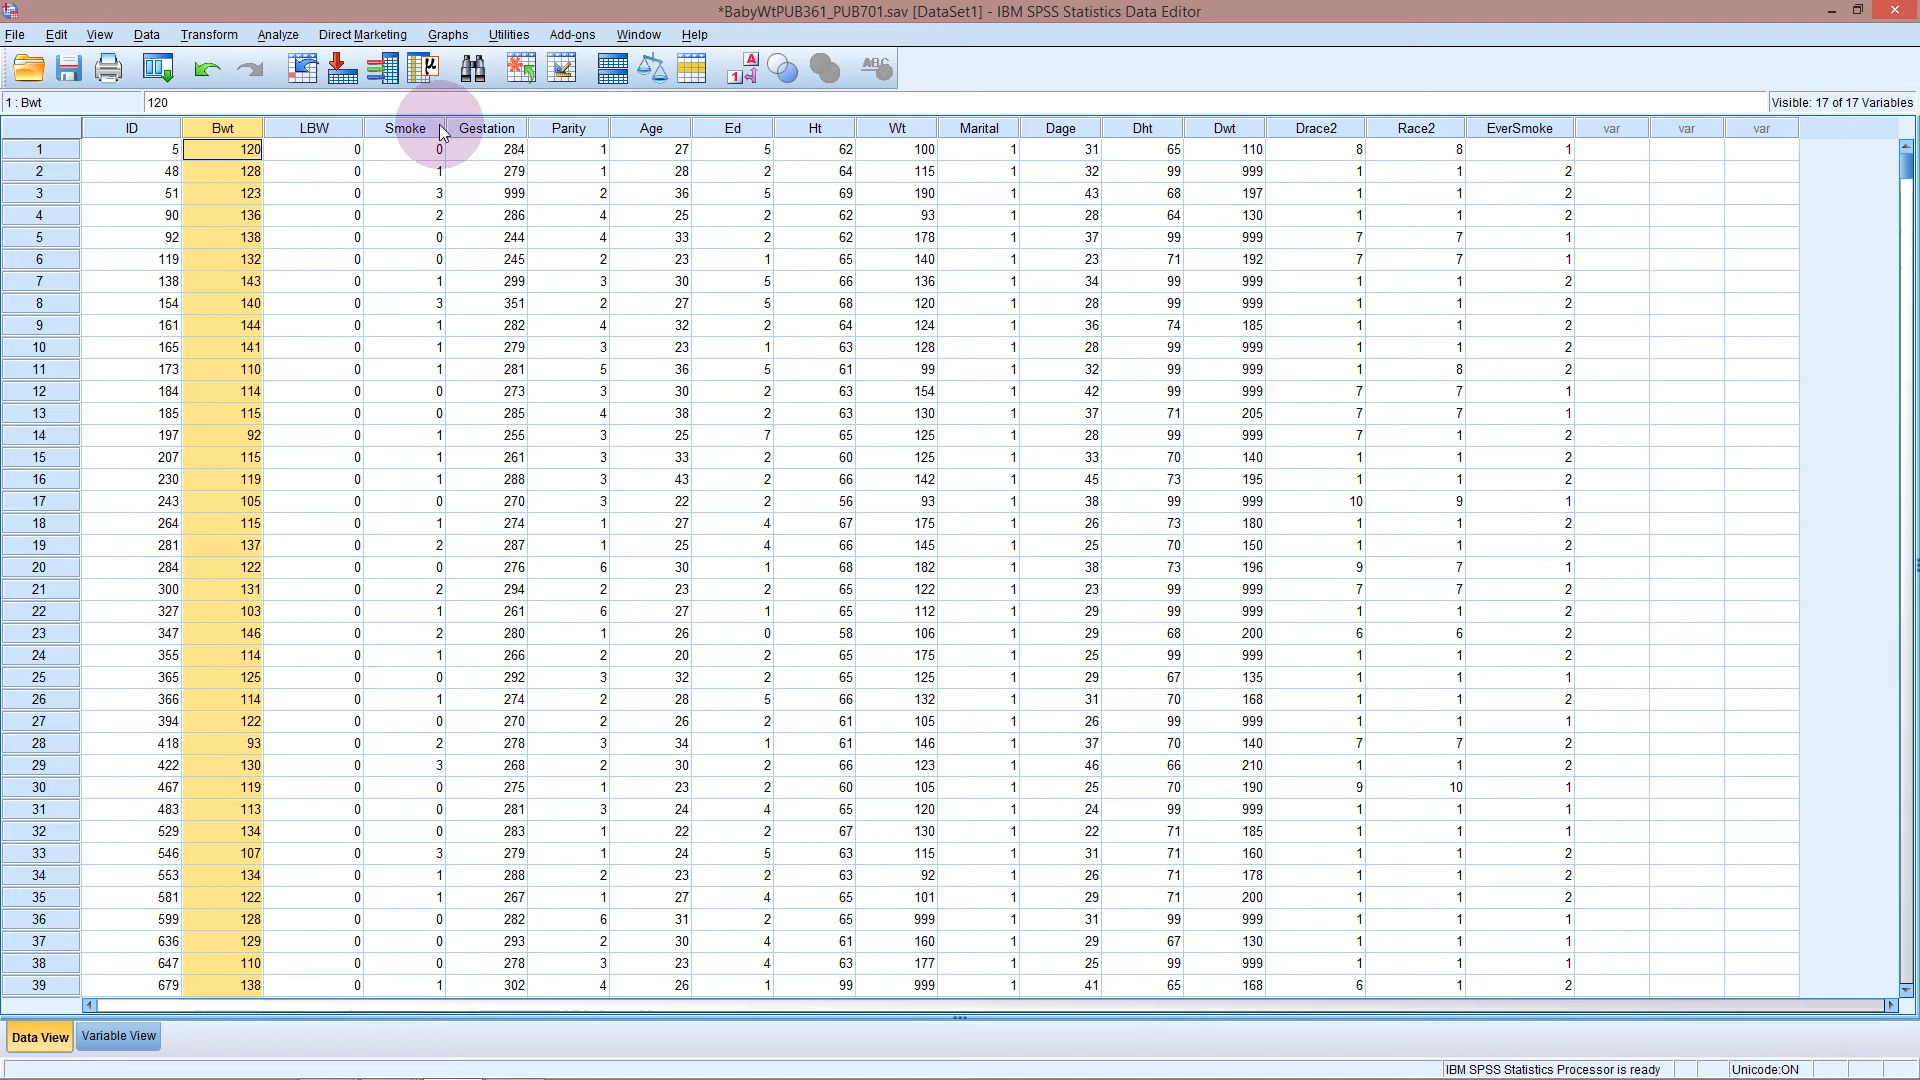 *BabyWtPUB361_PUB701.sav [DataSet1] - IBM SPSS Statistics Data Editor
File Edit View Data Transform Analyze Direct Marketing Graphs Utilities Add-ons Window Help
1 : Bwt 120 Visible: 17 of 17 Variables
ID Bwt LBW Smoke Gestation Parity Age Ed Ht Wt Marital Dage Dht Dwt Drace2 Race2 EverSmoke var var var
1 5 120 0 0 284 1 27 5 62 100 1 31 65 110 8 8 1
2 48 128 0 1 279 1 28 2 64 115 1 32 99 999 1 1 2
3 51 123 0 3 999 2 36 5 69 190 1 43 68 197 1 1 2
4 90 136 0 2 286 4 25 2 62 93 1 28 64 130 1 1 2
5 92 138 0 0 244 4 33 2 62 178 1 37 99 999 7 7 1
6 119 132 0 0 245 2 23 1 65 140 1 23 71 192 7 7 1
7 138 143 0 1 299 3 30 5 66 136 1 34 99 999 1 1 2
8 154 140 0 3 351 2 27 5 68 120 1 28 99 999 1 1 2
9 161 144 0 1 282 4 32 2 64 124 1 36 74 185 1 1 2
10 165 141 0 1 279 3 23 1 63 128 1 28 99 999 1 1 2
11 173 110 0 1 281 5 36 5 61 99 1 32 99 999 1 8 2
12 184 114 0 0 273 3 30 2 63 154 1 42 99 999 7 7 1
13 185 115 0 0 285 4 38 2 63 130 1 37 71 205 7 7 1
14 197 92 0 1 255 3 25 7 65 125 1 28 99 999 7 1 2
15 207 115 0 1 261 3 33 2 60 125 1 33 70 140 1 1 2
16 230 119 0 1 288 3 43 2 66 142 1 45 73 195 1 1 2
17 243 105 0 0 270 3 22 2 56 93 1 38 99 999 10 9 1
18 264 115 0 1 274 1 27 4 67 175 1 26 73 180 1 1 2
19 281 137 0 2 287 1 25 4 66 145 1 25 70 150 1 1 2
20 284 122 0 0 276 6 30 1 68 182 1 38 73 196 9 7 1
21 300 131 0 2 294 2 23 2 65 122 1 23 99 999 7 7 2
22 327 103 0 1 261 6 27 1 65 112 1 29 99 999 1 1 2
23 347 146 0 2 280 1 26 0 58 106 1 29 68 200 6 6 2
24 355 114 0 1 266 2 20 2 65 175 1 25 99 999 1 1 2
25 365 125 0 0 292 3 32 2 65 125 1 29 67 135 1 1 1
26 366 114 0 1 274 2 28 5 66 132 1 31 70 168 1 1 2
27 394 122 0 0 270 2 26 2 61 105 1 26 99 999 1 1 1
28 418 93 0 2 278 3 34 1 61 146 1 37 70 140 7 7 2
29 422 130 0 3 268 2 30 2 66 123 1 46 66 210 1 1 2
30 467 119 0 0 275 1 23 2 60 105 1 25 70 190 9 10 1
31 483 113 0 0 281 3 24 4 65 120 1 24 99 999 1 1 1
32 529 134 0 0 283 1 22 2 67 130 1 22 71 185 1 1 1
33 546 107 0 3 279 1 24 5 63 115 1 31 71 160 1 1 2
34 553 134 0 1 288 2 23 2 63 92 1 26 71 178 1 1 2
35 581 122 0 1 267 1 27 4 65 101 1 29 71 200 1 1 2
36 599 128 0 0 282 6 31 2 65 999 1 31 99 999 1 1 1
37 636 129 0 0 293 2 30 4 61 160 1 29 67 130 1 1 1
38 647 110 0 0 278 3 23 4 63 177 1 25 99 999 1 1 1
39 679 138 0 1 302 4 26 1 99 999 1 41 65 168 6 1 2
Data View Variable View
IBM SPSS Statistics Processor is ready Unicode:ON